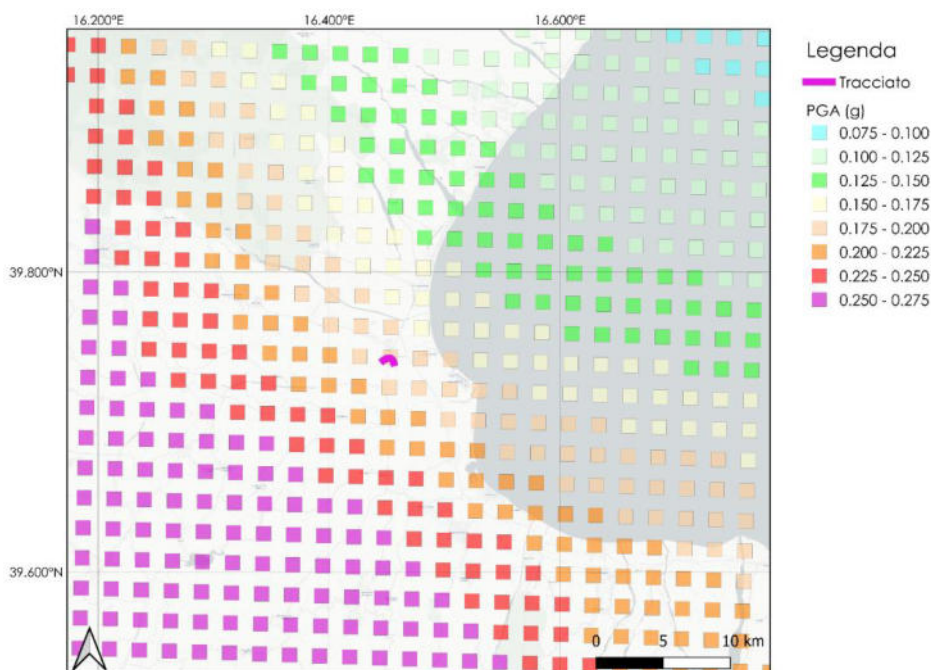 16.200°E 16.400°E 16.600°E
39.800°N
39.600°N
0 5 10 km
Legenda
Tracciato
PGA (g)
0.075 - 0.100
0.100 - 0.125
0.125 - 0.150
0.150 - 0.175
0.175 - 0.200
0.200 - 0.225
0.225 - 0.250
0.250 - 0.275